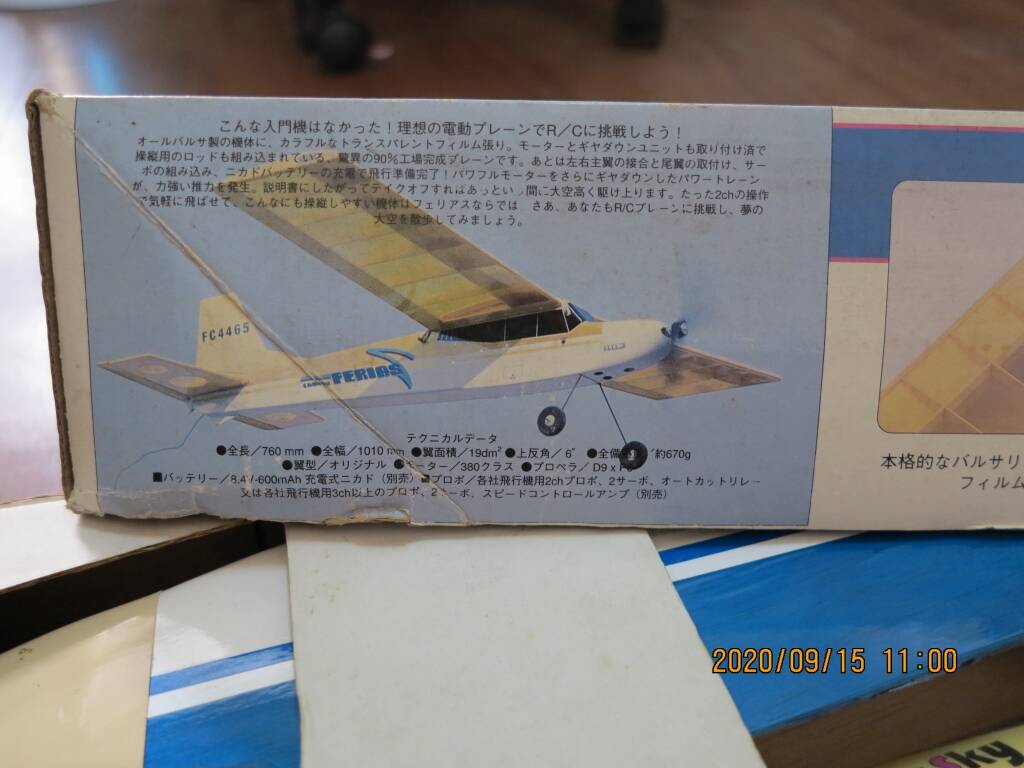 こんな入門機はなかった！理想の電動プレーンでR／Cに挑戦しよう！
オールバルサ製の機体に、カラフルなトランスパレントフィルム張り。モーターとギヤダウンユニットも取り付け済で
操縦用のロッドも組み込まれている、驚異の90％工場完成プレーンです。あとは左右主翼の接合と尾翼の取付、サー
ボの組み込み、ニカドバッテリーの充電で飛行準備完了！パワフルモーターをさらにギヤダウンしたパワートレーン
が、力強い推力を発生。説明書にしたがってテイクオフすればあっという間に大空高く駆け上ります。たった2chの操作
で気軽に飛ばせて、こんなにも操縦しやすい機体はフェリアスならでは さあ、あなたもR/Cプレーンに挑戦し、夢の
大空を散歩してみましょう。
FC4465
FERIAS
テクニカルデータ
●全長／760 mm ●全幅／1010 mm ●翼面積／19dm² ●上反角／6° ●全備 約670g
●翼型／オリジナル ●モーター／380クラス ●プロペラ／D9 x
■バッテリー／8.4V-600mAh 充電式ニカド（別売）■プロポ／各社飛行機用2chプロポ、2サーボ、オートカットリレー
又は各社飛行機用3ch以上のプロポ、2サーボ、スピードコントロールアンプ（別売）
本格的なバルサリ
フィルム
2020/09/15 11:00
sky